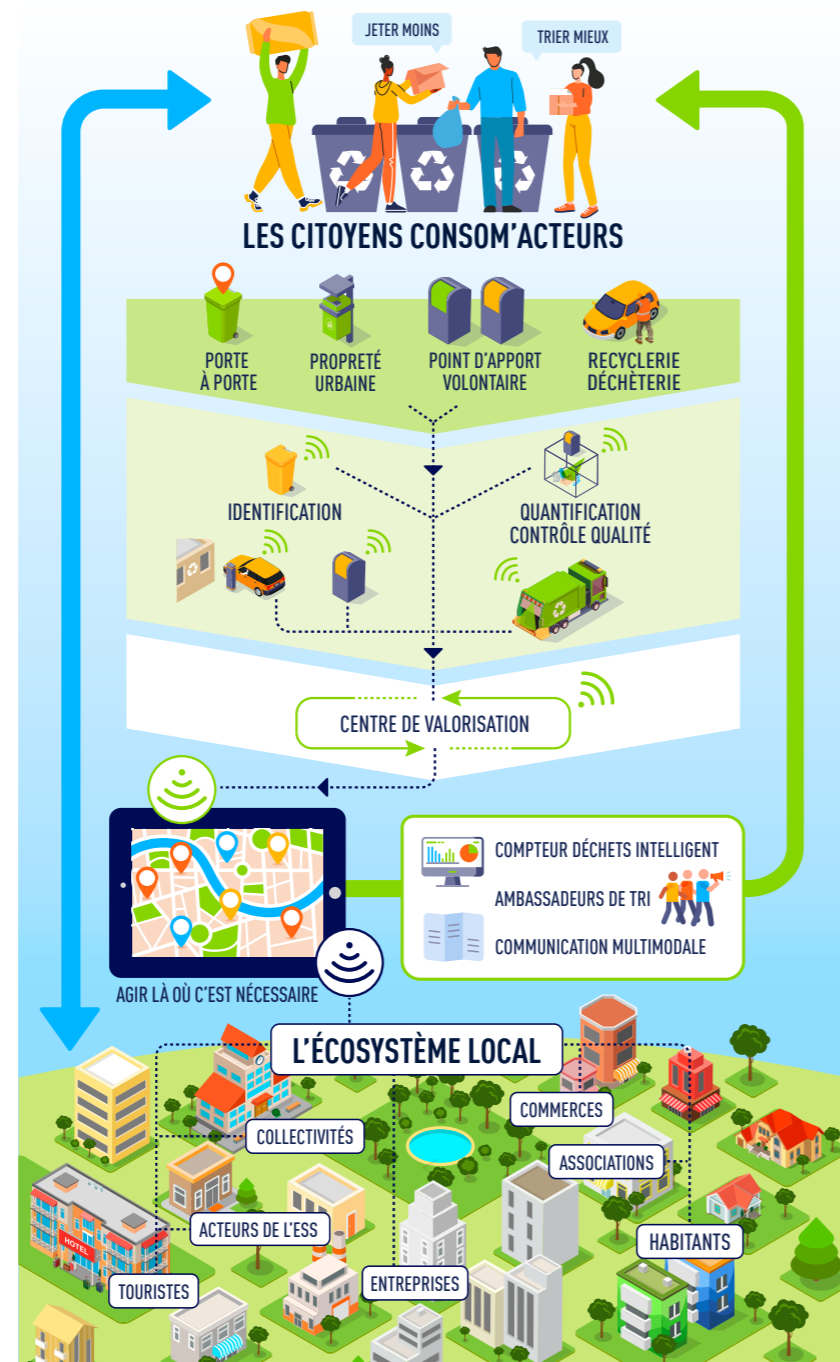 JETER MOINS
TRIER MIEUX
LES CITOYENS CONSOM'ACTEURS
PORTE
À PORTE
PROPRETÉ
URBAINE
POINT D'APPORT
VOLONTAIRE
RECYCLERIE
DÉCHÈTERIE
IDENTIFICATION
QUANTIFICATION
CONTRÔLE QUALITÉ
CENTRE DE VALORISATION
COMPTEUR DÉCHETS INTELLIGENT
AMBASSADEURS DE TRI
COMMUNICATION MULTIMODALE
AGIR LÀ OÙ C'EST NÉCESSAIRE
L'ÉCOSYSTÈME LOCAL
COMMERCES
COLLECTIVITÉS
ASSOCIATIONS
ACTEURS DE L'ESS
HABITANTS
HOTEL
ENTREPRISES
TOURISTES